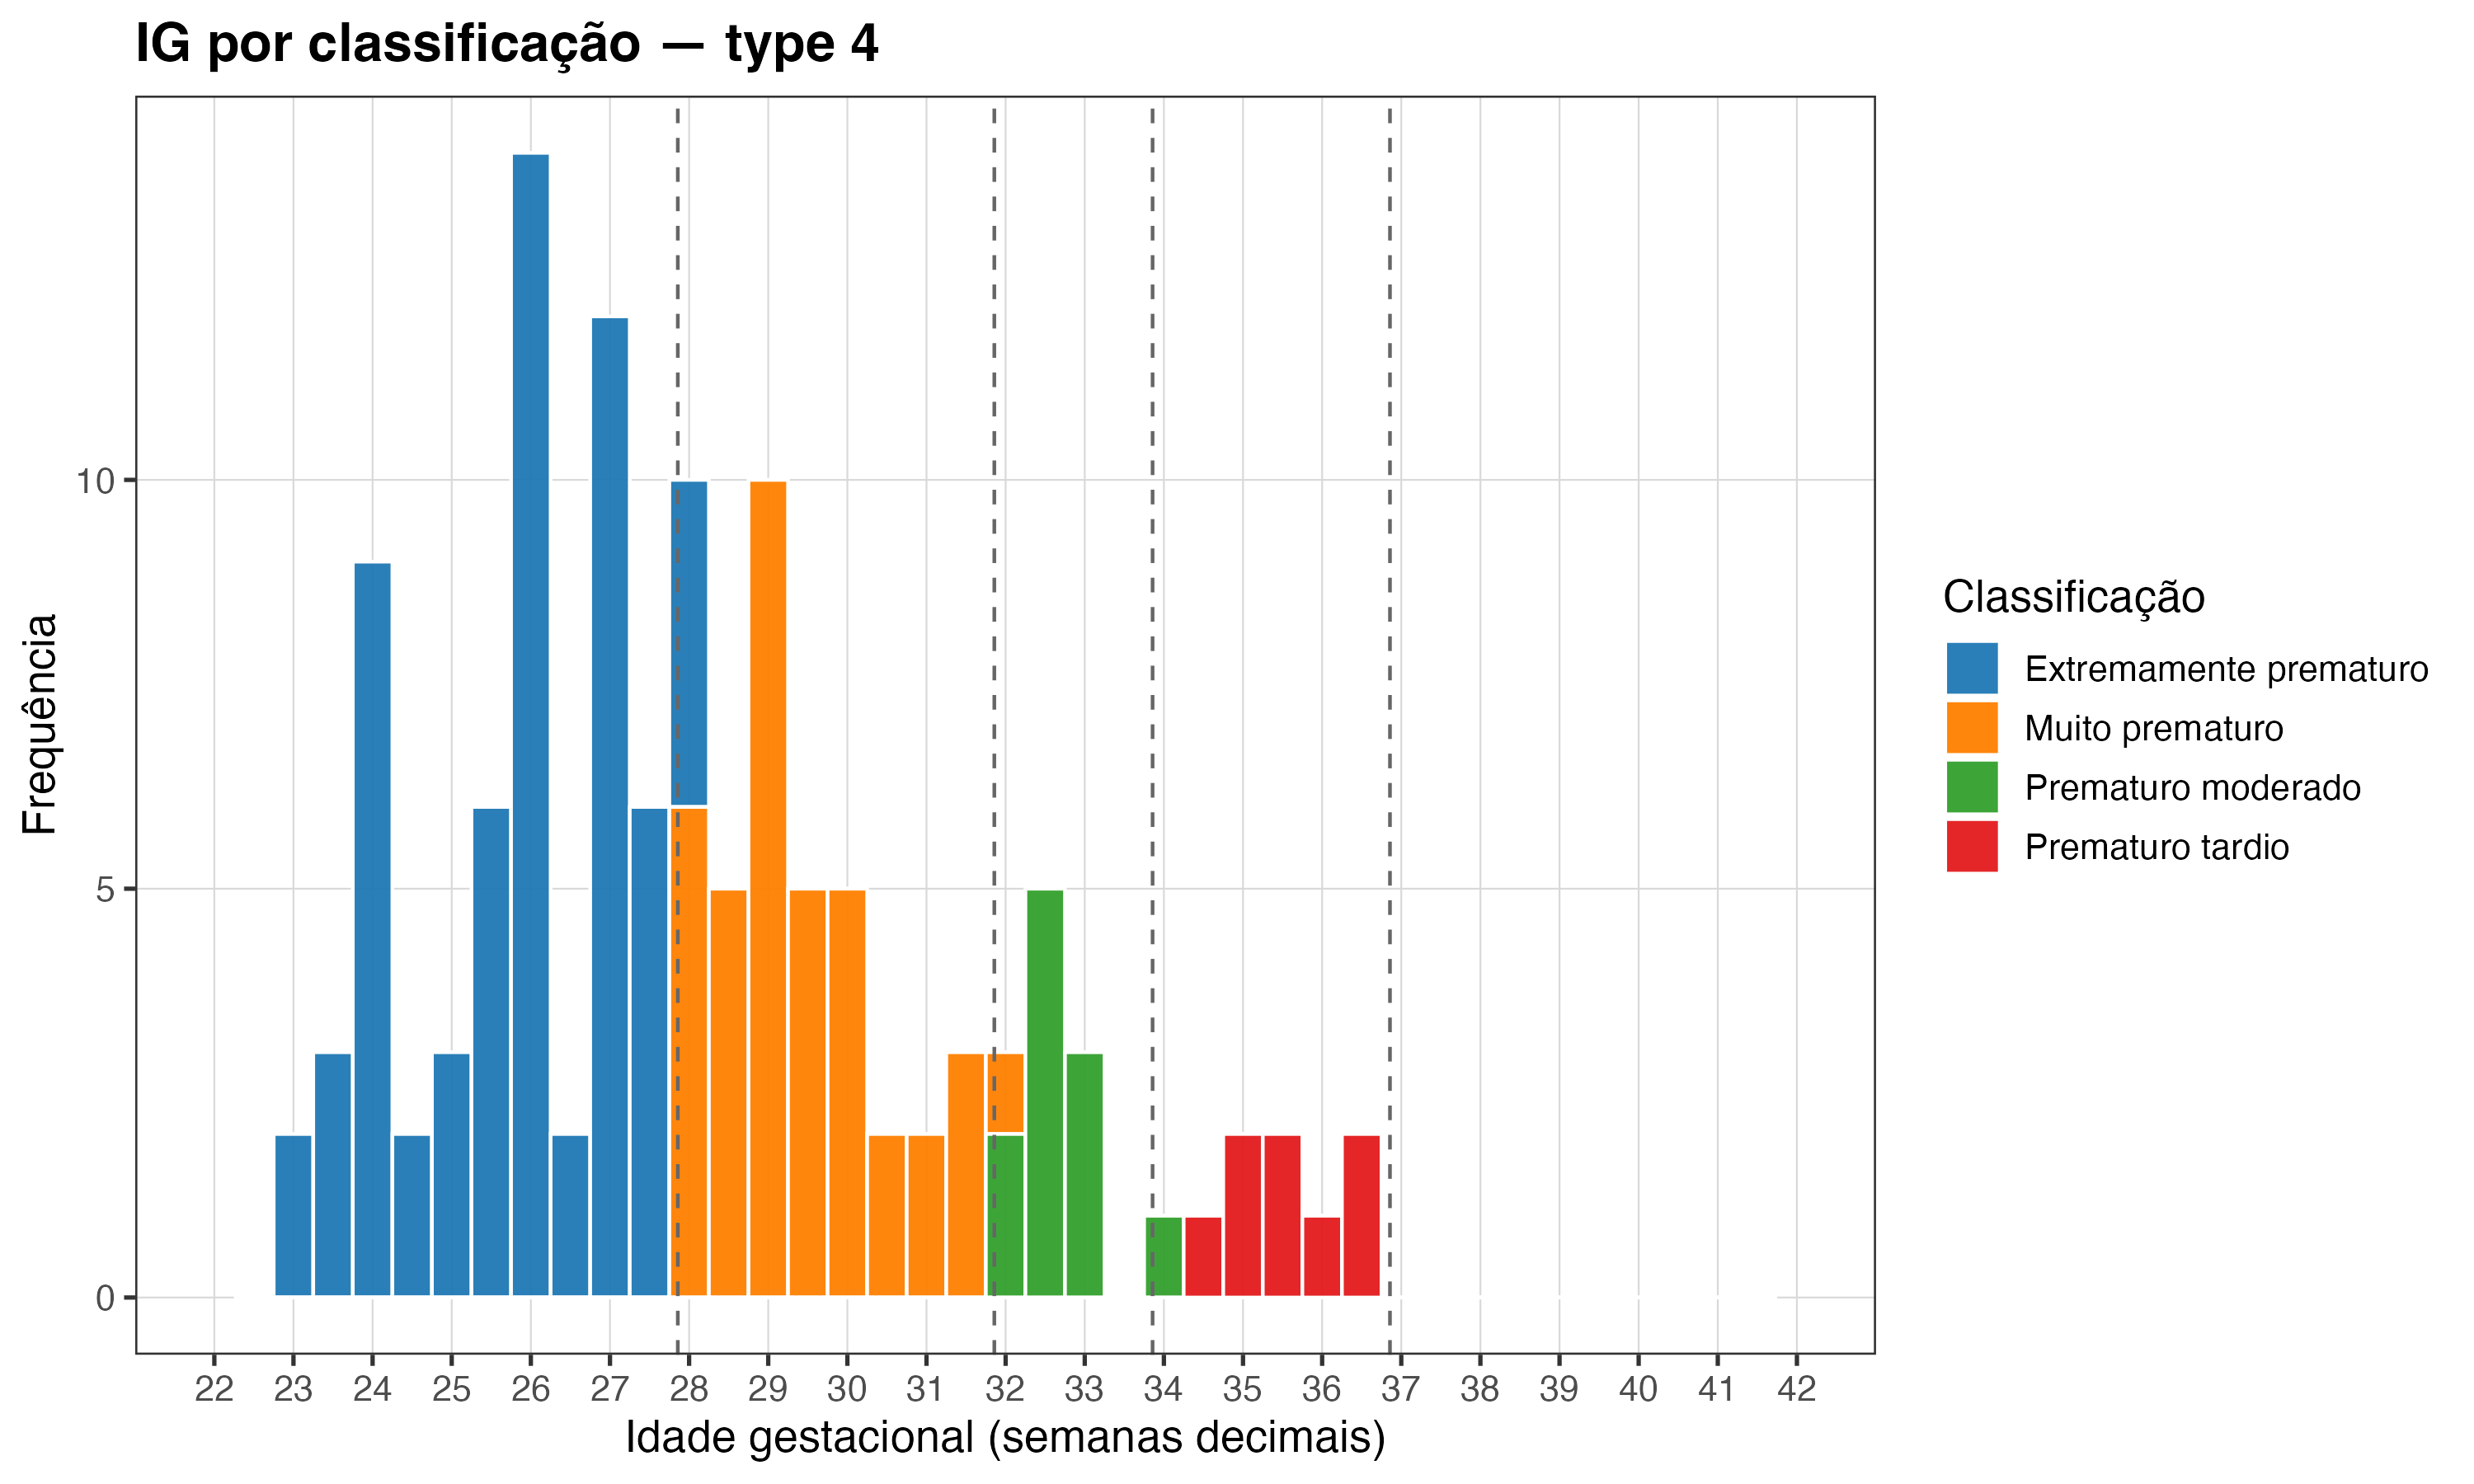 IG por classificação — type 4
Frequência
10
5
0
22 23 24 25 26 27 28 29 30 31 32 33 34 35 36 37 38 39 40 41 42
Idade gestacional (semanas decimais)
Classificação
Extremamente prematuro
Muito prematuro
Prematuro moderado
Prematuro tardio